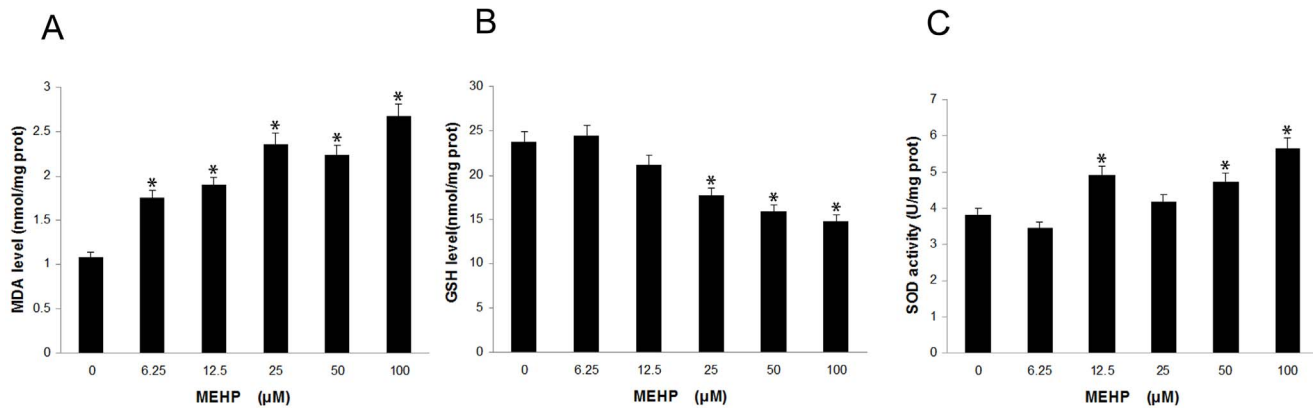 A
MDA level (nmol/mg prot)
3
2.5
2
1.5
1
0.5
0
*
*
*
*
*
0 6.25 12.5 25 50 100
MEHP (µM)
B
GSH level(nmol/mg prot)
30
25
20
15
10
5
0
*
*
*
0 6.25 12.5 25 50 100
MEHP (µM)
C
SOD activity (U/mg prot)
7
6
5
4
3
2
1
0
*
*
*
0 6.25 12.5 25 50 100
MEHP (µM)